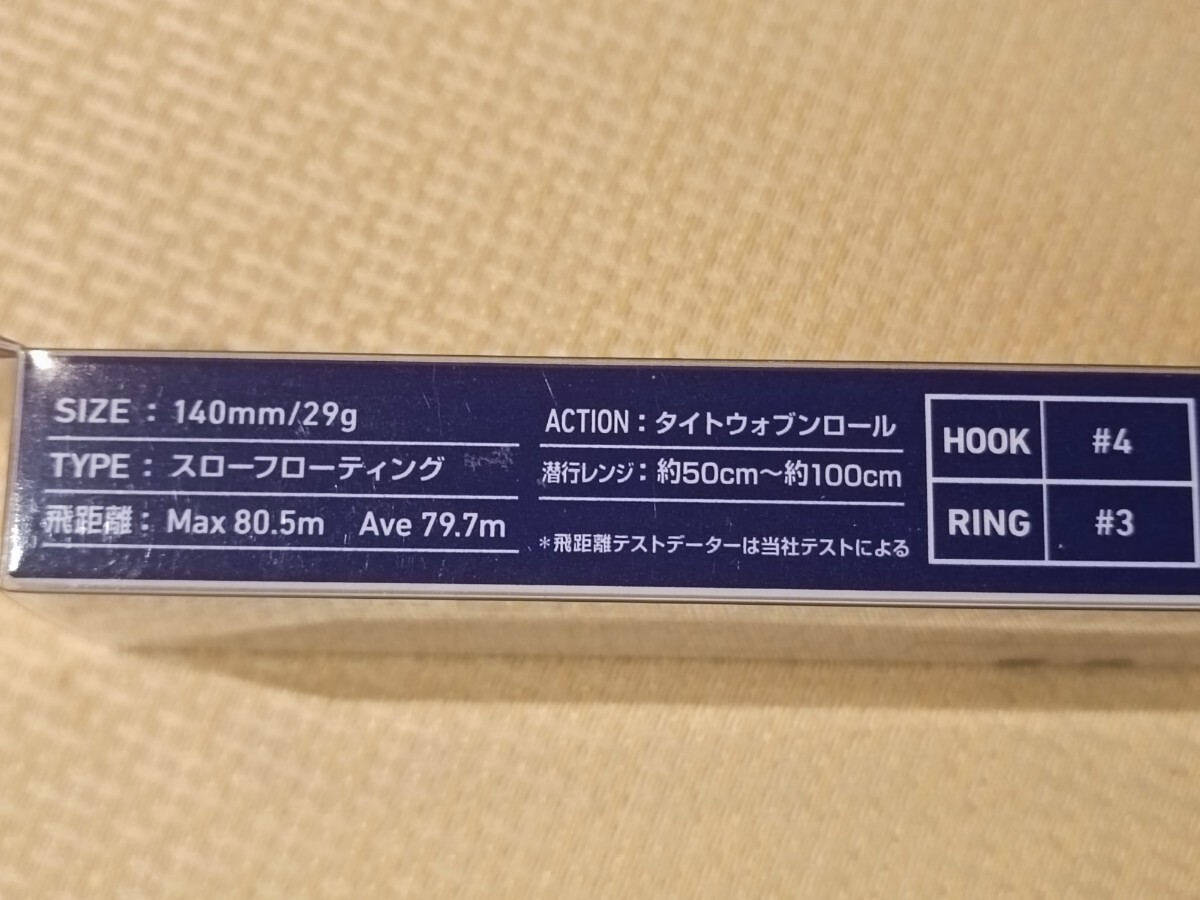 SIZE : 140mm/29g
TYPE : スローフローティング
飛距離 : Max 80.5m Ave 79.7m
ACTION : タイトウォブンロール
潜行レンジ : 約50cm～約100cm
*飛距離テストデーターは当社テストによる
HOOK #4
RING #3